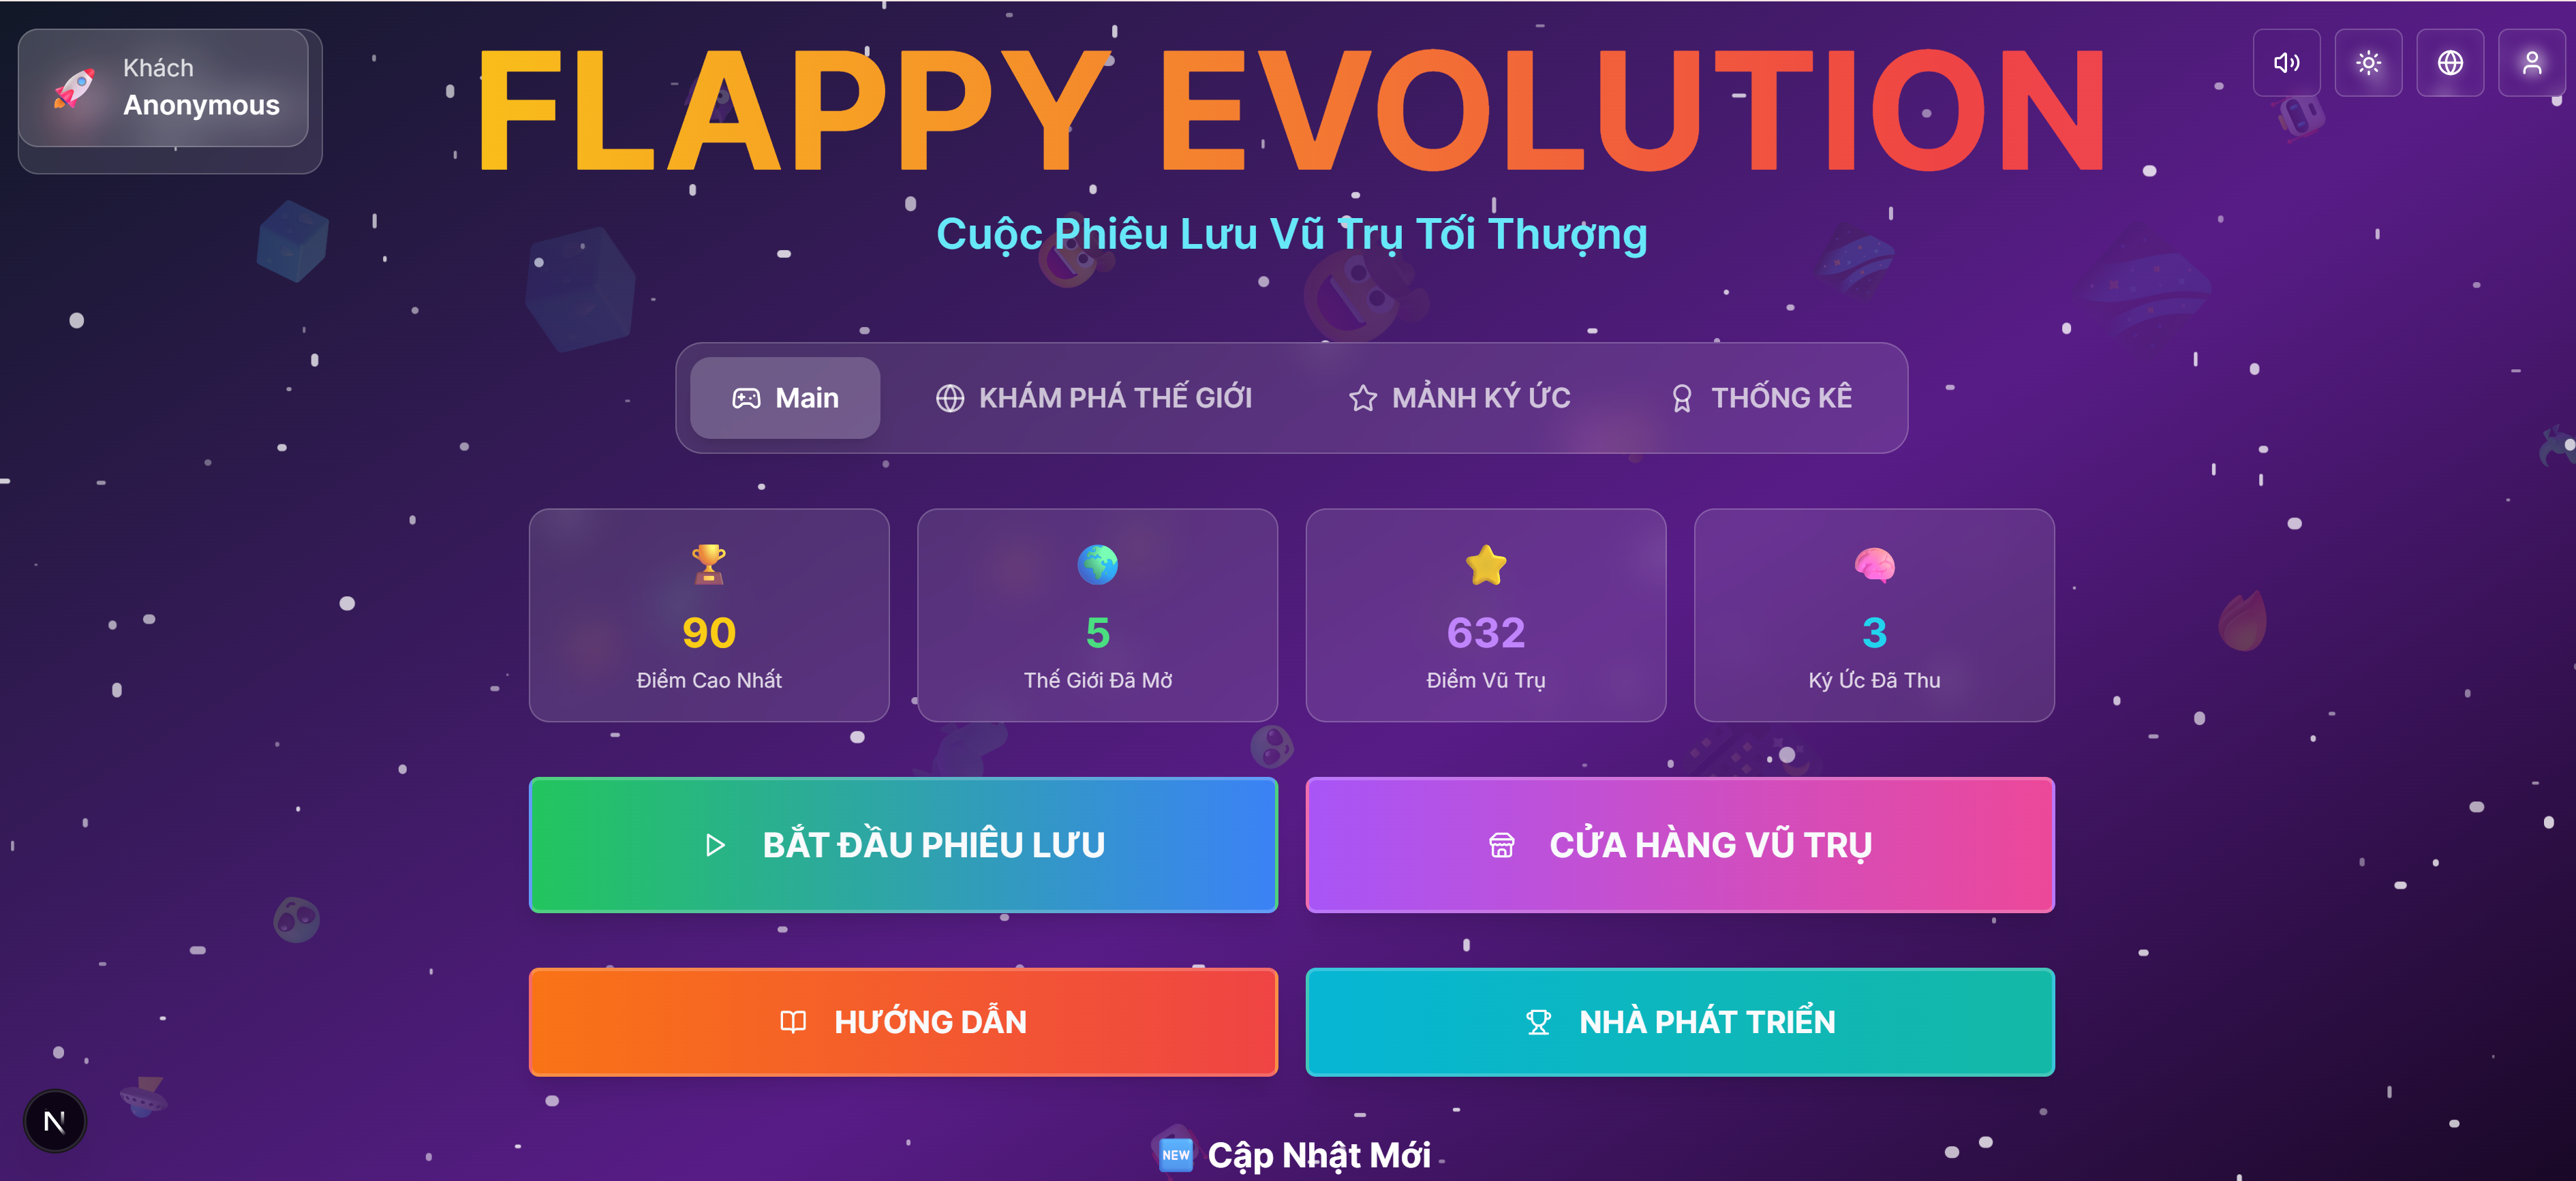 Khách
Anonymous
FLAPPY EVOLUTION
Cuộc Phiêu Lưu Vũ Trụ Tối Thượng
Main
KHÁM PHÁ THẾ GIỚI
MẢNH KÝ ỨC
THỐNG KÊ
90
Điểm Cao Nhất
5
Thế Giới Đã Mở
632
Điểm Vũ Trụ
3
Ký Ức Đã Thu
BẮT ĐẦU PHIÊU LƯU
CỬA HÀNG VŨ TRỤ
HƯỚNG DẪN
NHÀ PHÁT TRIỂN
N
NEW Cập Nhật Mới